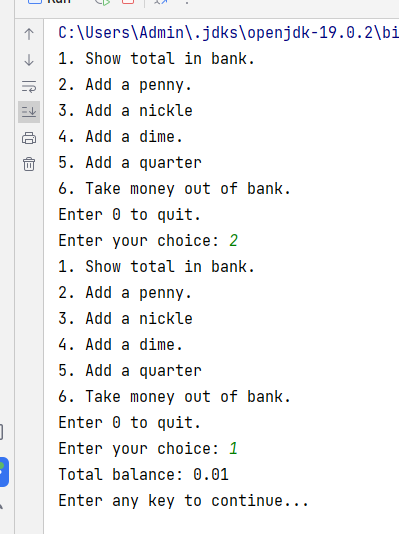 Run
C:\Users\Admin\.jdks\openjdk-19.0.2\bi
1. Show total in bank.
2. Add a penny.
3. Add a nickle
4. Add a dime.
5. Add a quarter
6. Take money out of bank.
Enter 0 to quit.
Enter your choice: 2
1. Show total in bank.
2. Add a penny.
3. Add a nickle
4. Add a dime.
5. Add a quarter
6. Take money out of bank.
Enter 0 to quit.
Enter your choice: 1
Total balance: 0.01
Enter any key to continue...